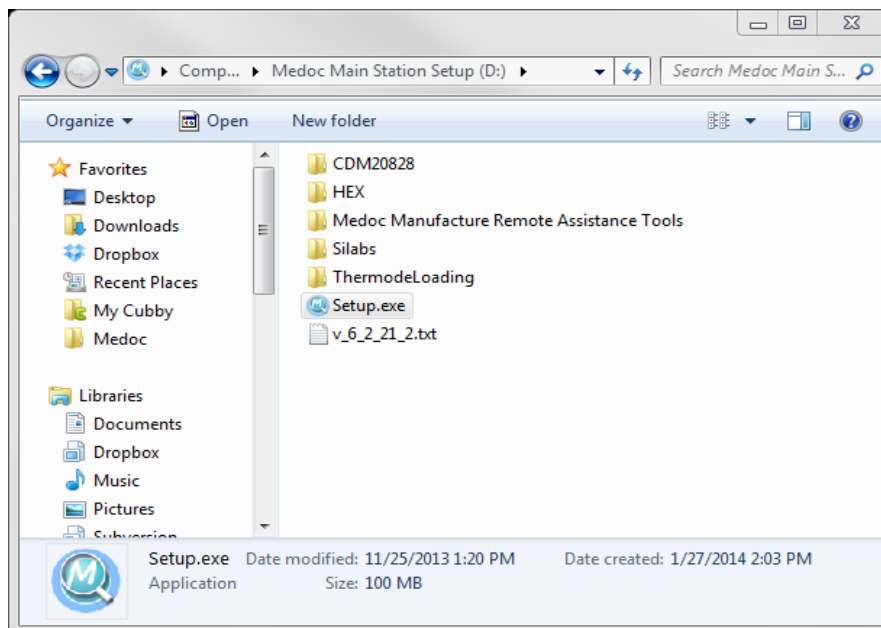 Comp... Medoc Main Station Setup (D:) Search Medoc Main S...
Organize Open New folder
Favorites
Desktop
Downloads
Dropbox
Recent Places
My Cubby
Medoc
Libraries
Documents
Dropbox
Music
Pictures
Subversion
CDM20828
HEX
Medoc Manufacture Remote Assistance Tools
Silabs
ThermodeLoading
Setup.exe
v_6_2_21_2.txt
Setup.exe Date modified: 11/25/2013 1:20 PM Date created: 1/27/2014 2:03 PM
Application Size: 100 MB